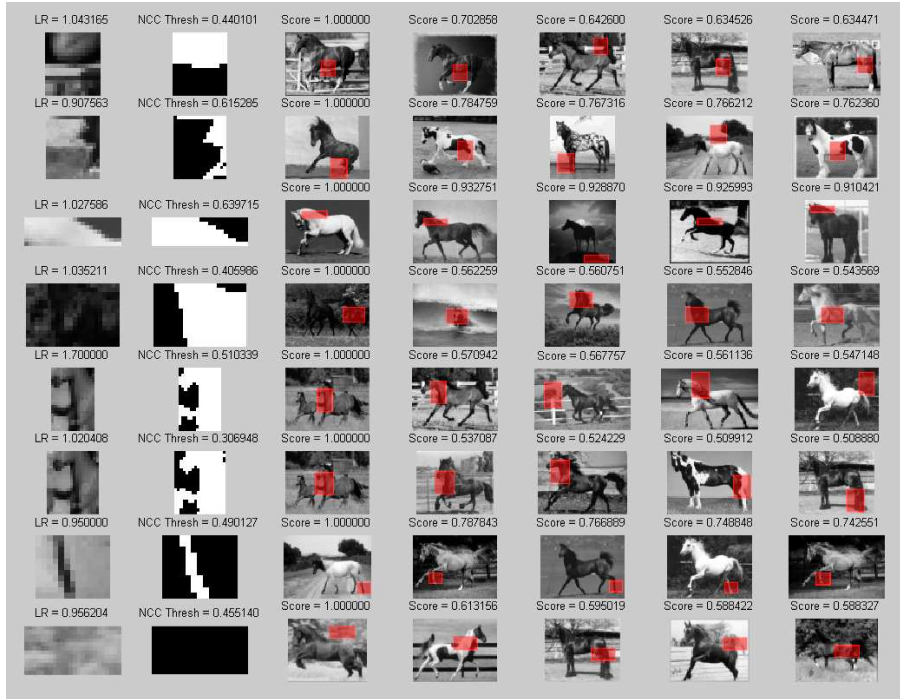 LR = 1.043165 NCC Thresh = 0.440101 Score = 1.000000 Score = 0.702858 Score = 0.642600 Score = 0.634526 Score = 0.634471
LR = 0.907563 NCC Thresh = 0.615285 Score = 1.000000 Score = 0.784759 Score = 0.767316 Score = 0.766212 Score = 0.762360
LR = 1.027586 NCC Thresh = 0.639715 Score = 1.000000 Score = 0.932751 Score = 0.928870 Score = 0.925993 Score = 0.910421
LR = 1.035211 NCC Thresh = 0.405986 Score = 1.000000 Score = 0.562259 Score = 0.560751 Score = 0.552846 Score = 0.543569
LR = 1.700000 NCC Thresh = 0.510339 Score = 1.000000 Score = 0.570942 Score = 0.567757 Score = 0.561136 Score = 0.547148
LR = 1.020408 NCC Thresh = 0.306948 Score = 1.000000 Score = 0.537087 Score = 0.524229 Score = 0.509912 Score = 0.508880
LR = 0.950000 NCC Thresh = 0.490127 Score = 1.000000 Score = 0.787843 Score = 0.766889 Score = 0.748848 Score = 0.742551
LR = 0.956204 NCC Thresh = 0.455140 Score = 1.000000 Score = 0.613156 Score = 0.595019 Score = 0.588422 Score = 0.588327